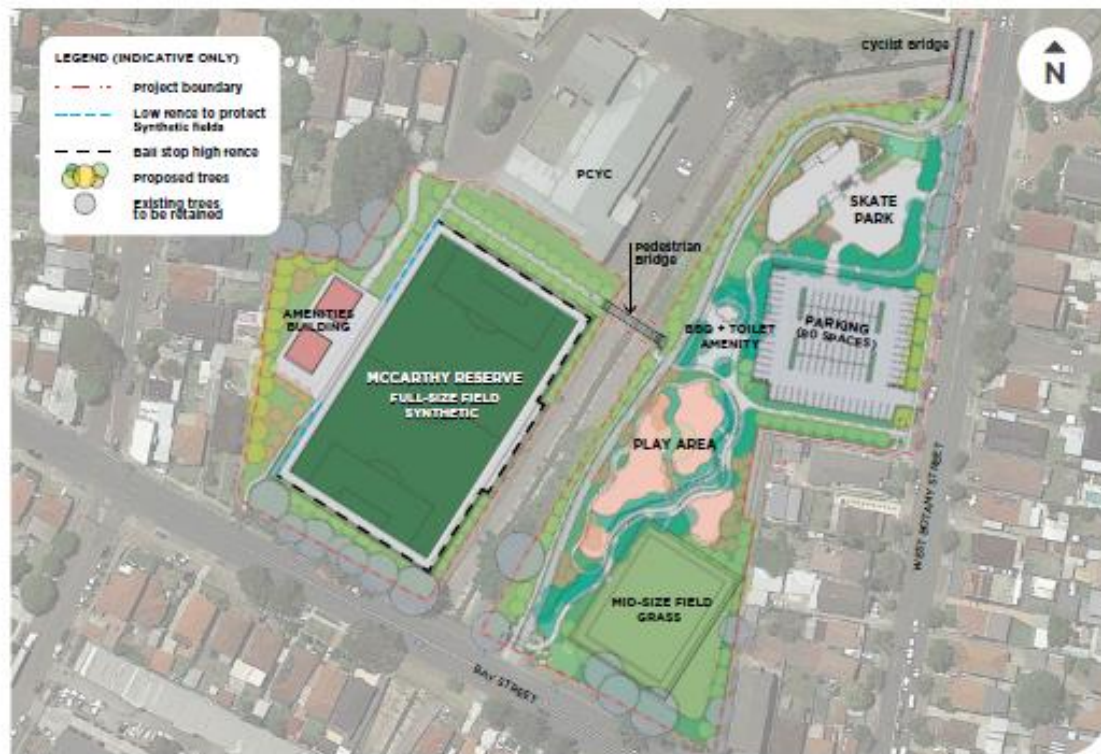 LEGEND (INDICATIVE ONLY)
Project boundary
Low fence to protect
Synthetic fields
Ball stop high fence
Proposed trees
Existing trees
to be retained
Cyclist Bridge
N
PCYC
SKATE
PARK
Pedestrian
Bridge
AMENITIES
BUILDING
BBQ + TOILET
AMENITY
PARKING
(80 SPACES)
MCCARTHY RESERVE
FULL-SIZE FIELD
SYNTHETIC
PLAY AREA
WEST BOTANY STREET
MID-SIZE FIELD
GRASS
BAY STREET